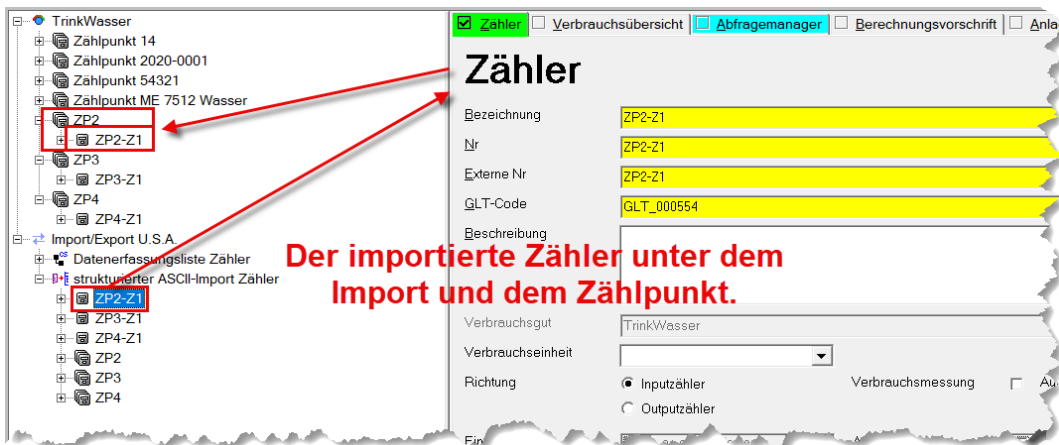 TrinkWasser
Zählpunkt 14
Zählpunkt 2020-0001
Zählpunkt 54321
Zählpunkt ME 7512 Wasser
ZP2
ZP2-Z1
ZP3
ZP3-Z1
ZP4
ZP4-Z1
Import/Export U.S.A.
Datenerfassungsliste Zähler
strukturierter ASCII-Import Zähler
ZP2-Z1
ZP3-Z1
ZP4-Z1
ZP2
ZP3
ZP4
Zähler Verbrauchsübersicht Abfragemanager Berechnungsvorschrift Anla
Zähler
Bezeichnung ZP2-Z1
Nr ZP2-Z1
Externe Nr ZP2-Z1
GLT-Code GLT_000554
Beschreibung
Der importierte Zähler unter dem
Import und dem Zählpunkt.
Verbrauchsgut TrinkWasser
Verbrauchseinheit
Richtung Inputzähler Verbrauchsmessung Au
Outputzähler